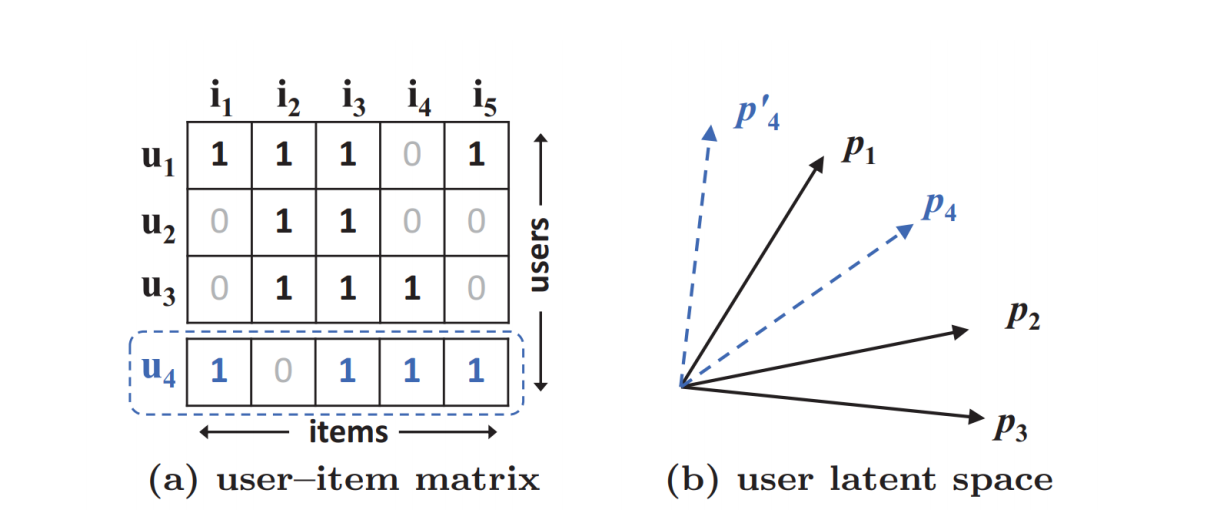 i1 i2 i3 i4 i5
u1 1 1 1 0 1
u2 0 1 1 0 0
u3 0 1 1 1 0
u4 1 0 1 1 1
users
items
(a) user–item matrix
p'4
p1
p4
p2
p3
(b) user latent space